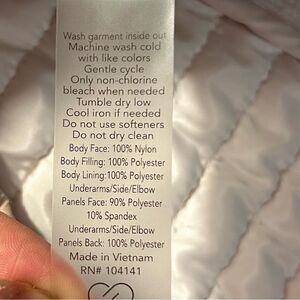 Wash garment inside out
Machine wash cold
with like colors
Gentle cycle
Only non-chlorine
bleach when needed
Tumble dry low
Cool iron if needed
Do not use softeners
Do not dry clean
Body Face: 100% Nylon
Body Filling: 100% Polyester
Body Lining:100% Polyester
Underarms/Side/Elbow
Panels Face: 90% Polyester
10% Spandex
Underarms/Side/Elbow
Panels Back: 100% Polyester
Made in Vietnam
RN# 104141